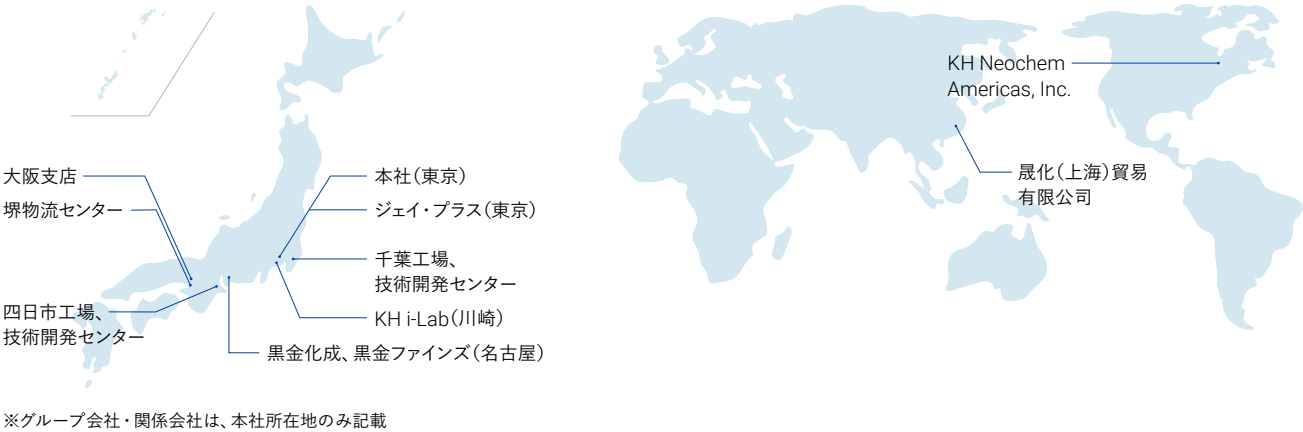 大阪支店
堺物流センター
四日市工場、
技術開発センター
本社(東京)
ジェイ・プラス(東京)
千葉工場、
技術開発センター
KH i-Lab(川崎)
黒金化成、黒金ファインズ(名古屋)
※グループ会社・関係会社は、本社所在地のみ記載
KH Neochem
Americas, Inc.
晟化(上海)貿易
有限公司